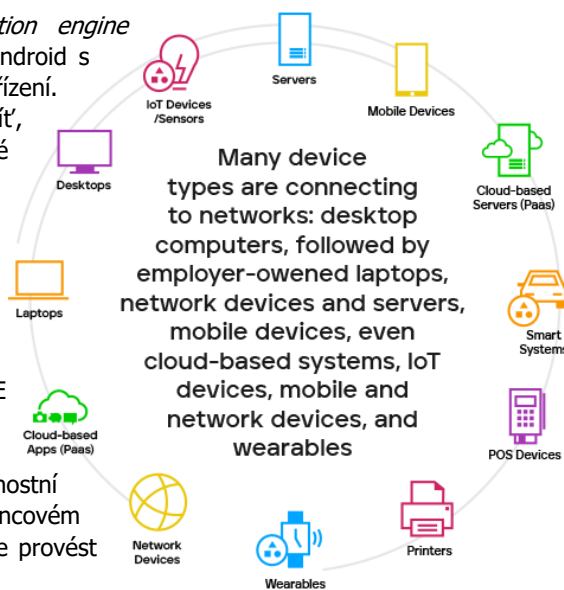 tion engine
ndroid s
řízení.
íť,
é
E
nostní
ncovém
e provést
Servers
IoT Devices
/Sensors
Mobile Devices
Desktops
Cloud-based
Servers (Paas)
Laptops
Smart
Systems
Cloud-based
Apps (Paas)
POS Devices
Network
Devices
Printers
Wearables
Many device
types are connecting
to networks: desktop
computers, followed by
employer-owened laptops,
network devices and servers,
mobile devices, even
cloud-based systems, IoT
devices, mobile and
network devices, and
wearables